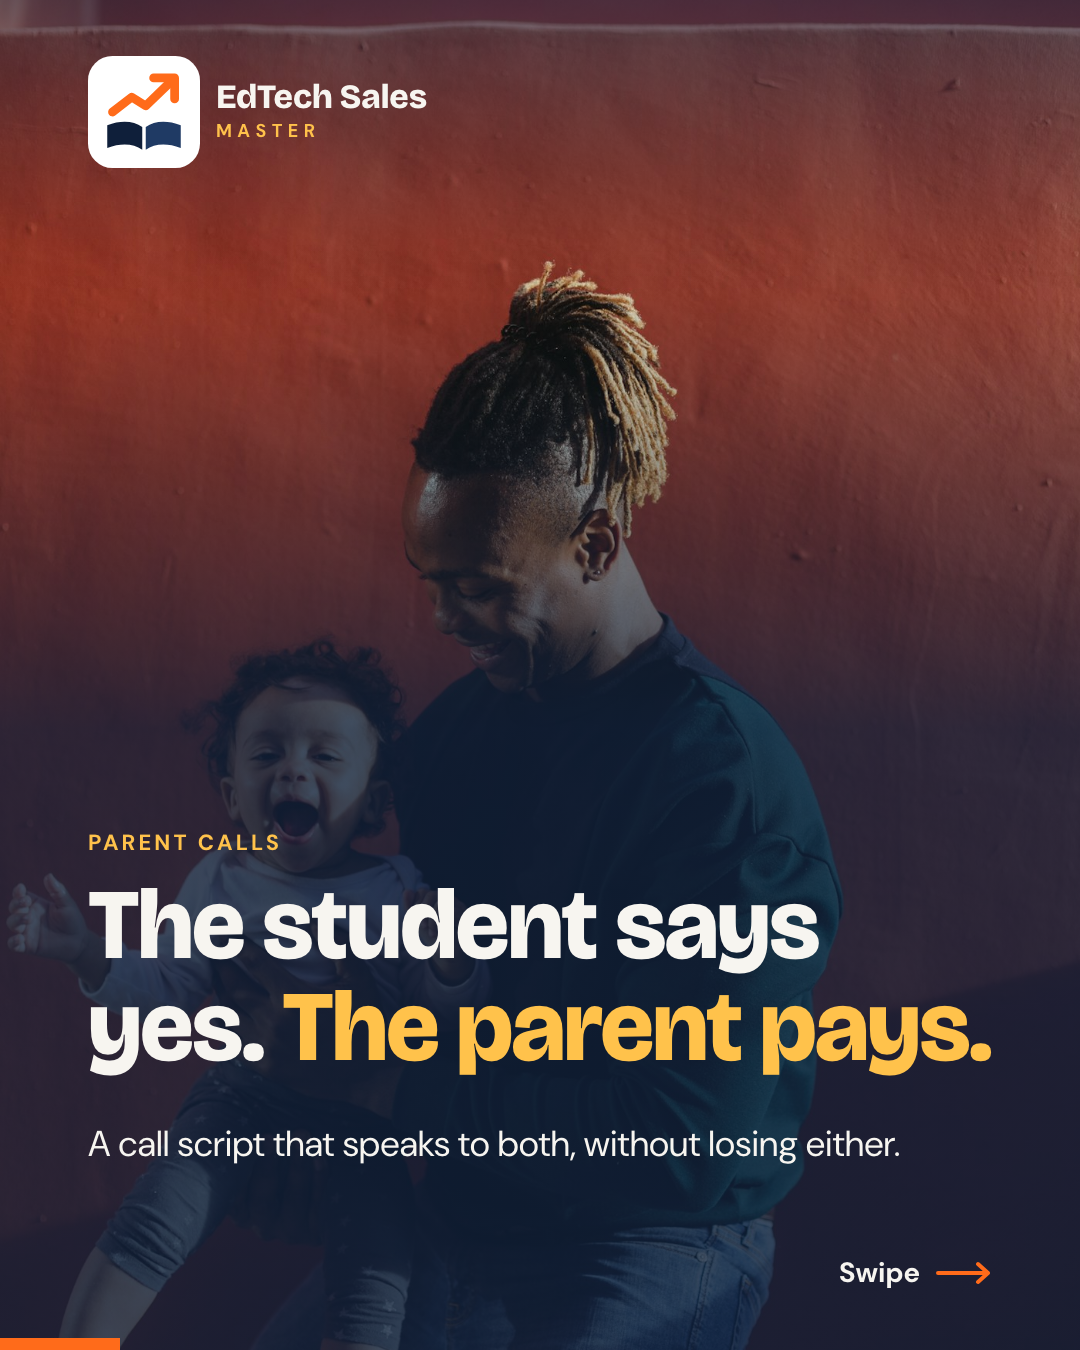 EdTech Sales
MASTER
PARENT CALLS
The student says
yes. The parent pays.
A call script that speaks to both, without losing either.
Swipe